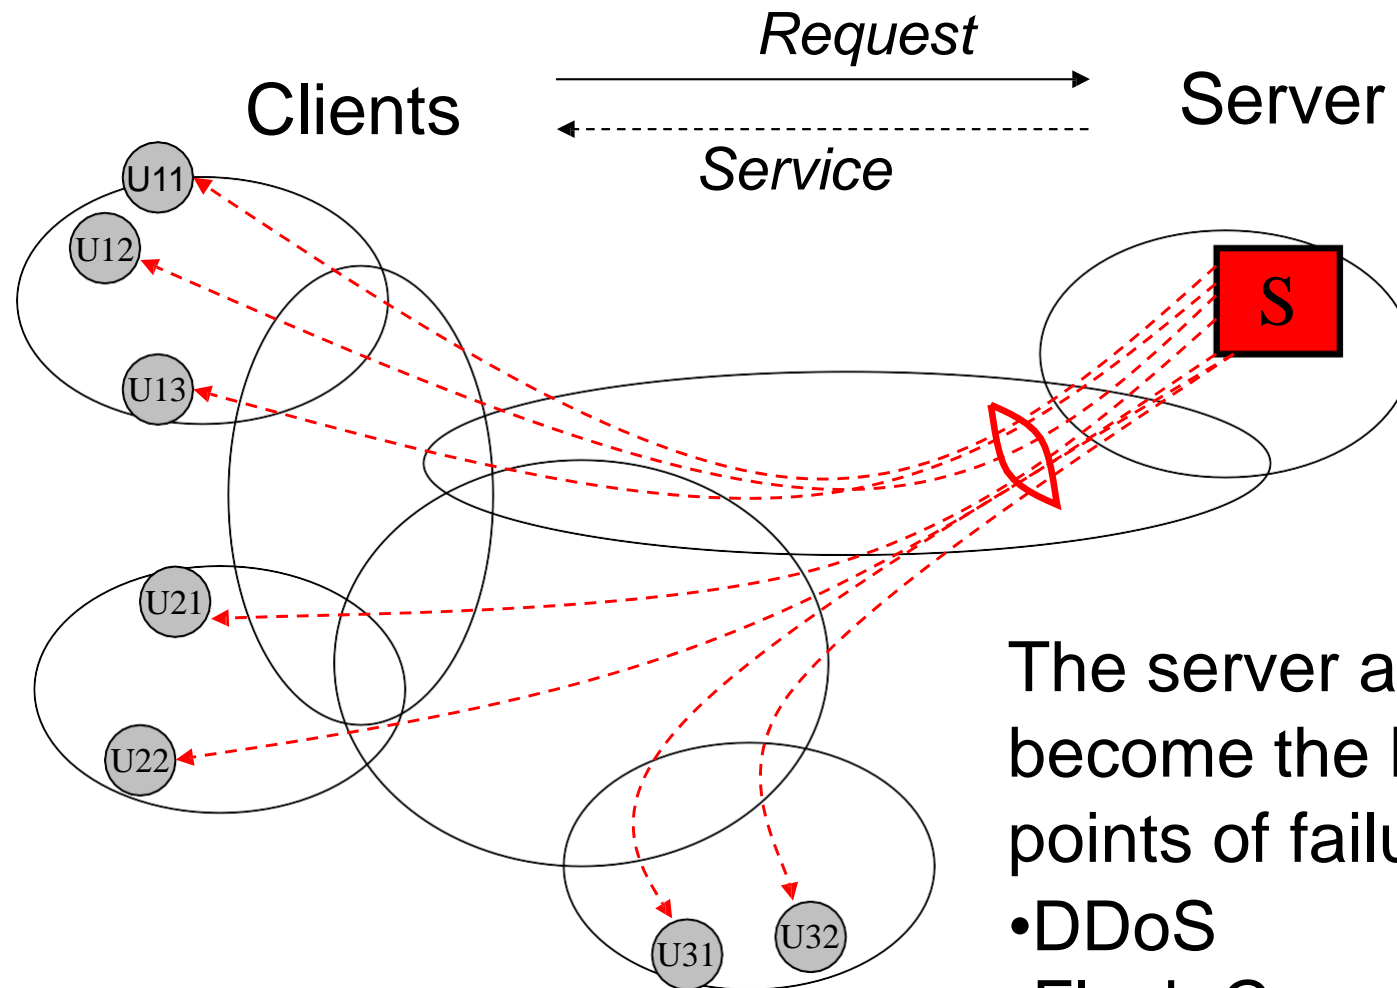 Request
Clients
Server
Service
U11
U12
S
U13
U21
U22
The server a
become the
points of failu
•DDoS
U31
U32